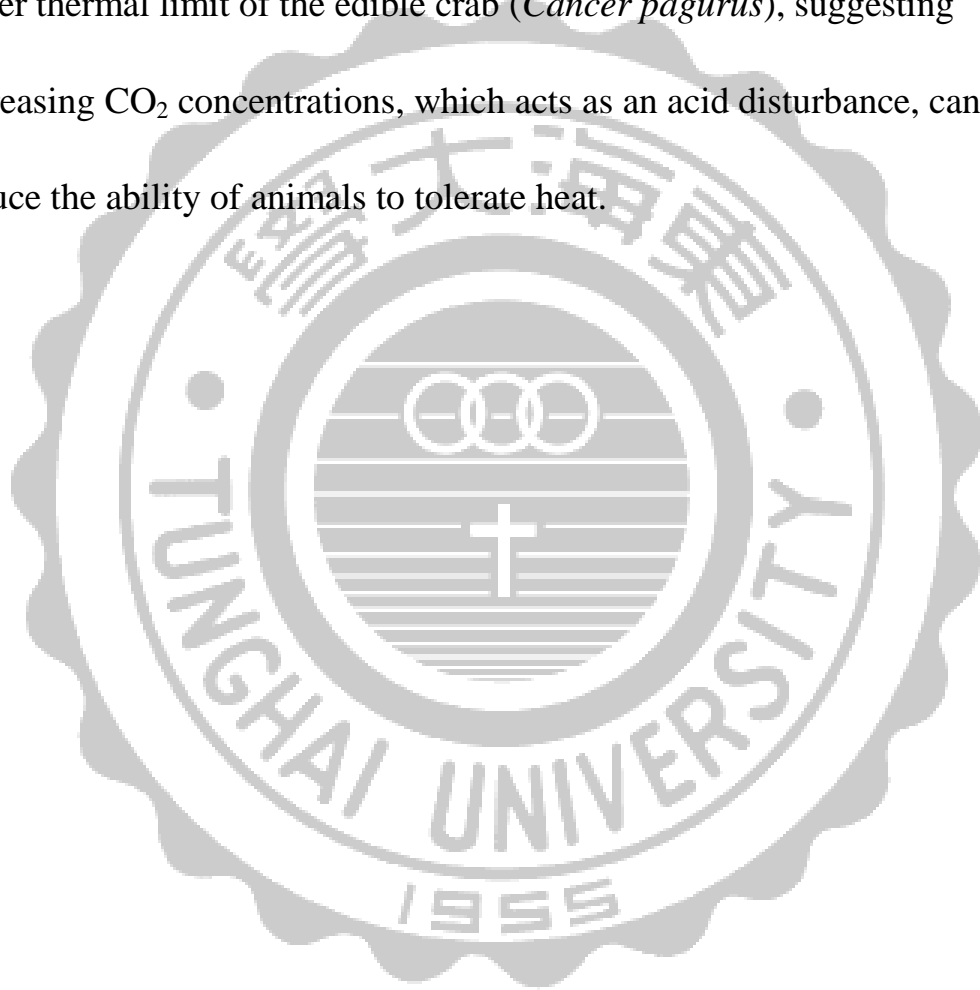 er thermal limit of the edible crab (Cancer pagurus), suggesting
reasing CO₂ concentrations, which acts as an acid disturbance, can
uce the ability of animals to tolerate heat.
學大海東
TUNGHAI UNIVERSITY
1955